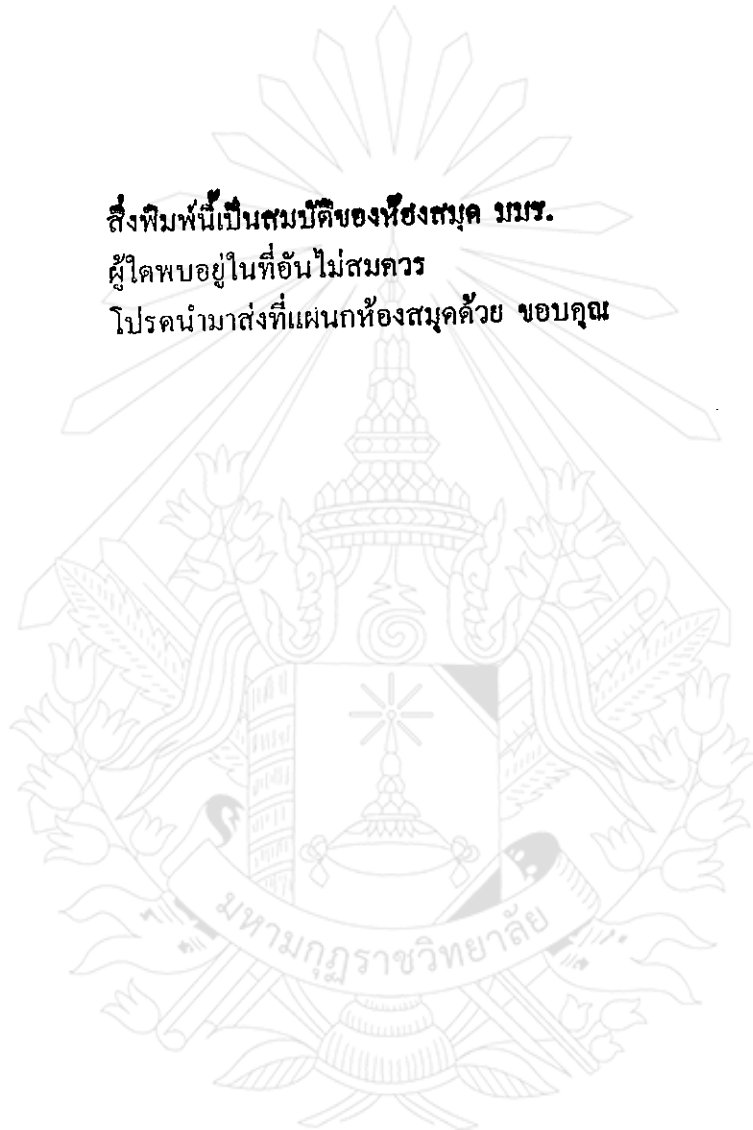 สิ่งพิมพ์นี้เป็นสมบัติของห้องสมุด มมร.
ผู้ใดพบอยู่ในที่อันไม่สมควร
โปรดนำมาส่งที่แผนกห้องสมุดด้วย ขอบคุณ
มหามกุฏราชวิทยาลัย